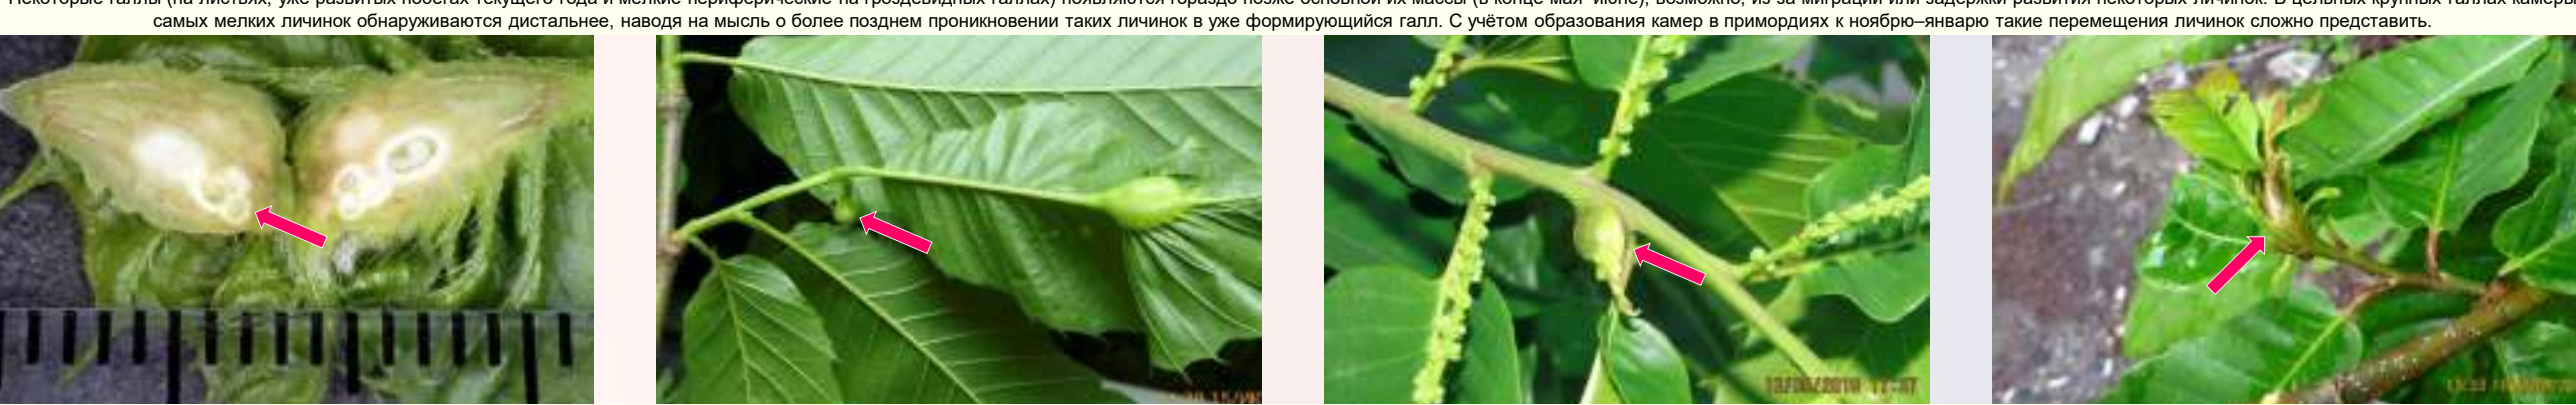 Некоторые галлы (на листьях, уже развитых побегах текущего года и мелкие периферические на гроздевидных галлах) появляются гораздо позже основной их массы (в конце мая–июне), возможно, из-за миграции или задержки развития некоторых личинок. В цельных крупных галлах камеры
самых мелких личинок обнаруживаются дистальнее, наводя на мысль о более позднем проникновении таких личинок в уже формирующийся галл. С учётом образования камер в примордиях к ноябрю–январю такие перемещения личинок сложно представить.